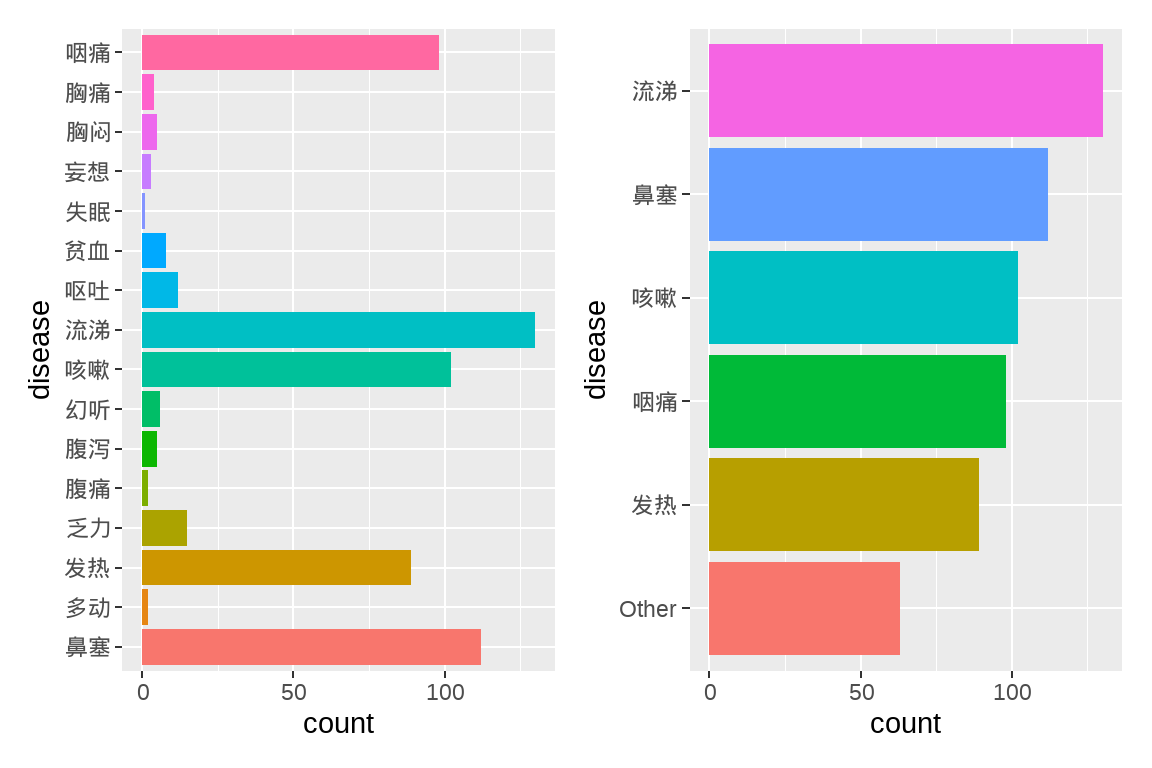 咽痛
胸痛
胸闷
妄想
失眠
贫血
呕吐
流涕
咳嗽
幻听
腹泻
腹痛
乏力
发热
多动
鼻塞
disease
0 50 100
count
流涕
鼻塞
咳嗽
咽痛
发热
Other
disease
0 50 100
count